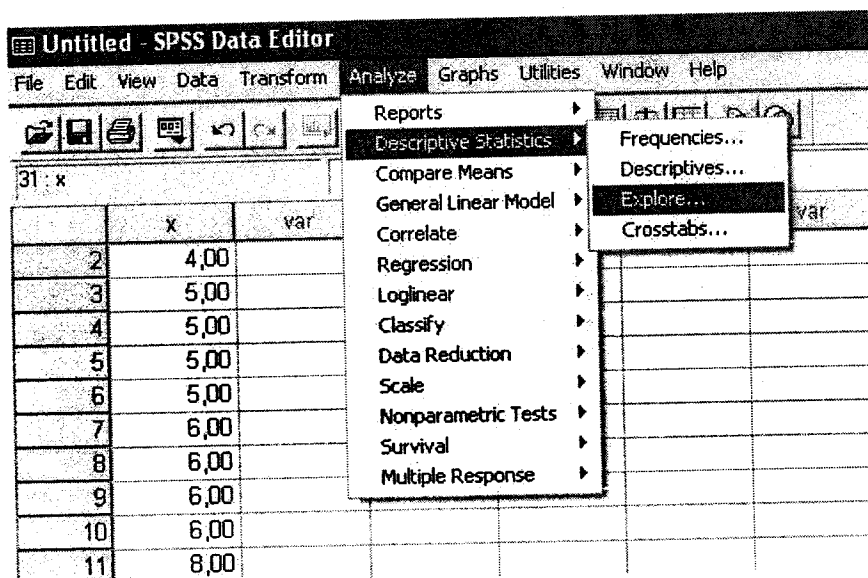 Untitled - SPSS Data Editor
File Edit View Data Transform Analyze Graphs Utilities Window Help
Reports
Descriptive Statistics
Compare Means
General Linear Model
Correlate
Regression
Loglinear
Classify
Data Reduction
Scale
Nonparametric Tests
Survival
Multiple Response
Frequencies...
Descriptives...
Explore...
Crosstabs...
31 : x
x var var
2 4,00
3 5,00
4 5,00
5 5,00
6 5,00
7 6,00
8 6,00
9 6,00
10 6,00
11 8,00